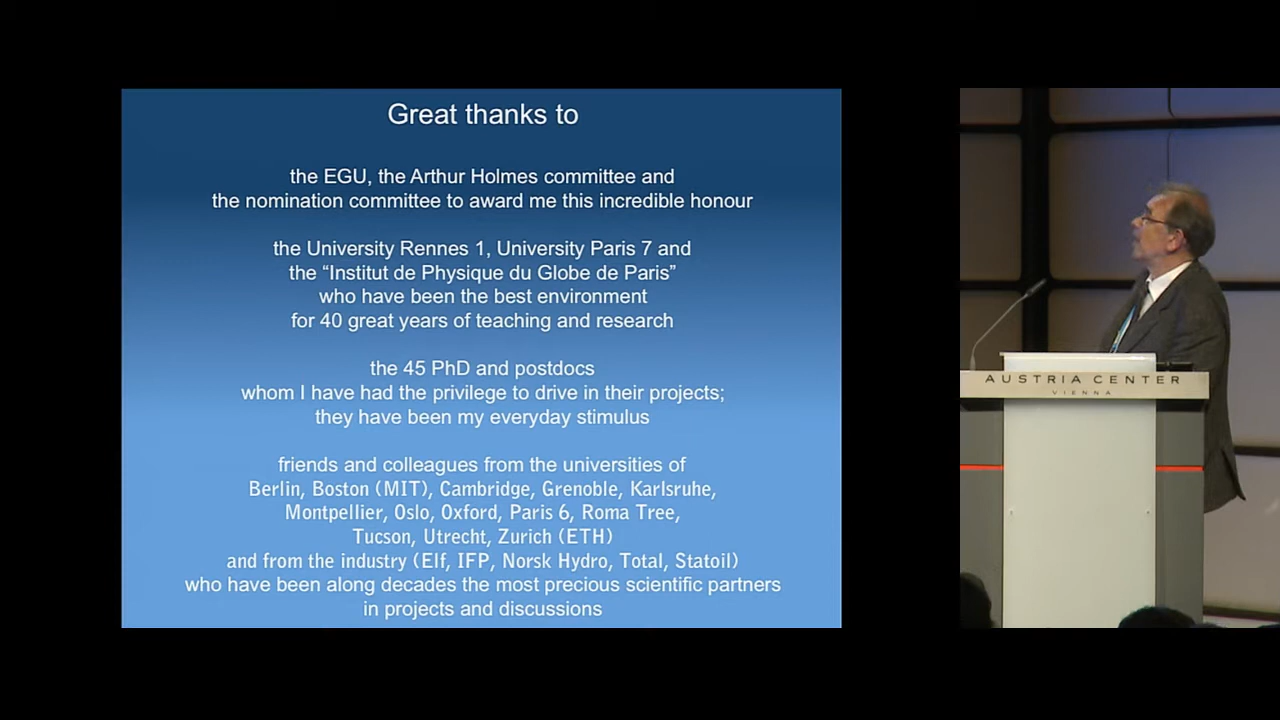 Great thanks to
the EGU, the Arthur Holmes committee and
the nomination committee to award me this incredible honour
the University Rennes 1, University Paris 7 and
the “Institut de Physique du Globe de Paris”
who have been the best environment
for 40 great years of teaching and research
the 45 PhD and postdocs
whom I have had the privilege to drive in their projects;
they have been my everyday stimulus
friends and colleagues from the universities of
Berlin, Boston (MIT), Cambridge, Grenoble, Karlsruhe,
Montpellier, Oslo, Oxford, Paris 6, Roma Tree,
Tucson, Utrecht, Zurich (ETH)
and from the industry (Elf, IFP, Norsk Hydro, Total, Statoil)
who have been along decades the most precious scientific partners
in projects and discussions
AUSTRIA CENTER
VIENNA